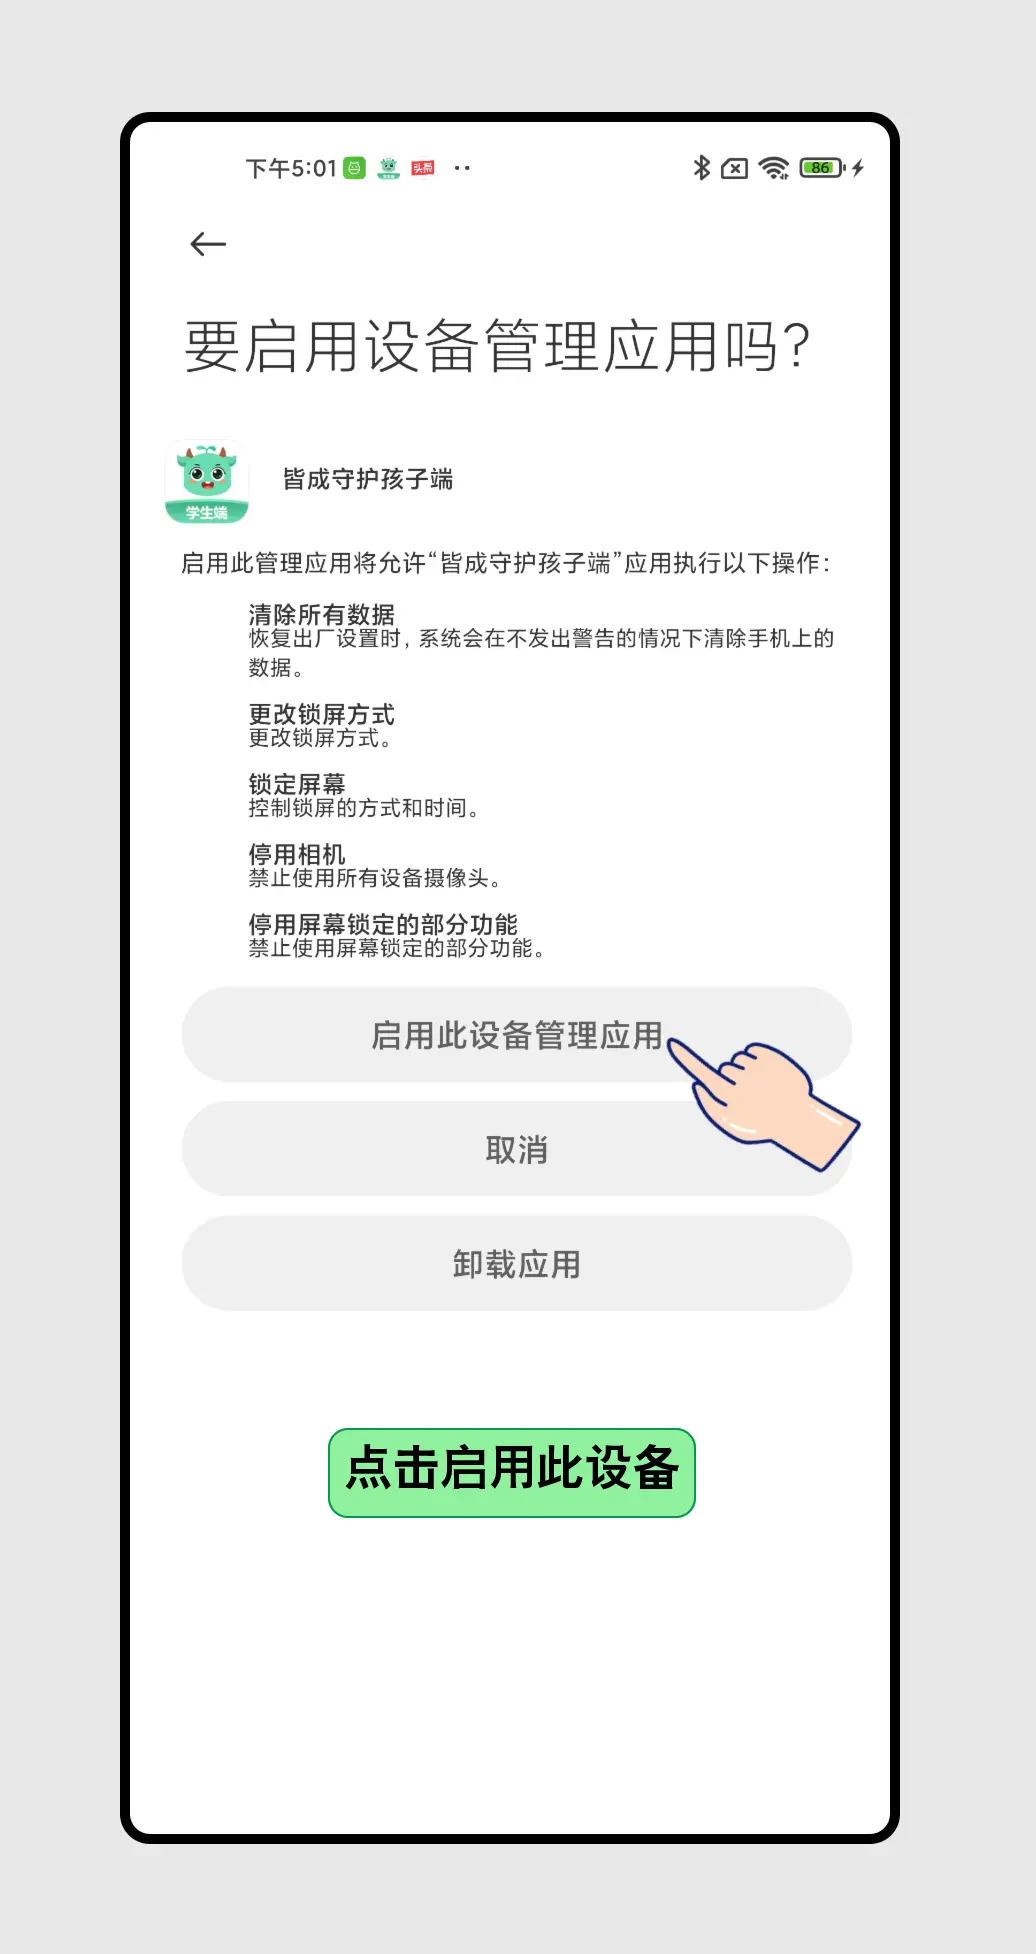 下午5:01
头条
86
要启用设备管理应用吗?
学生端
皆成守护孩子端
启用此管理应用将允许“皆成守护孩子端”应用执行以下操作:
清除所有数据
恢复出厂设置时, 系统会在不发出警告的情况下清除手机上的
数据。
更改锁屏方式
更改锁屏方式。
锁定屏幕
控制锁屏的方式和时间。
停用相机
禁止使用所有设备摄像头。
停用屏幕锁定的部分功能
禁止使用屏幕锁定的部分功能。
启用此设备管理应用
取消
卸载应用
点击启用此设备